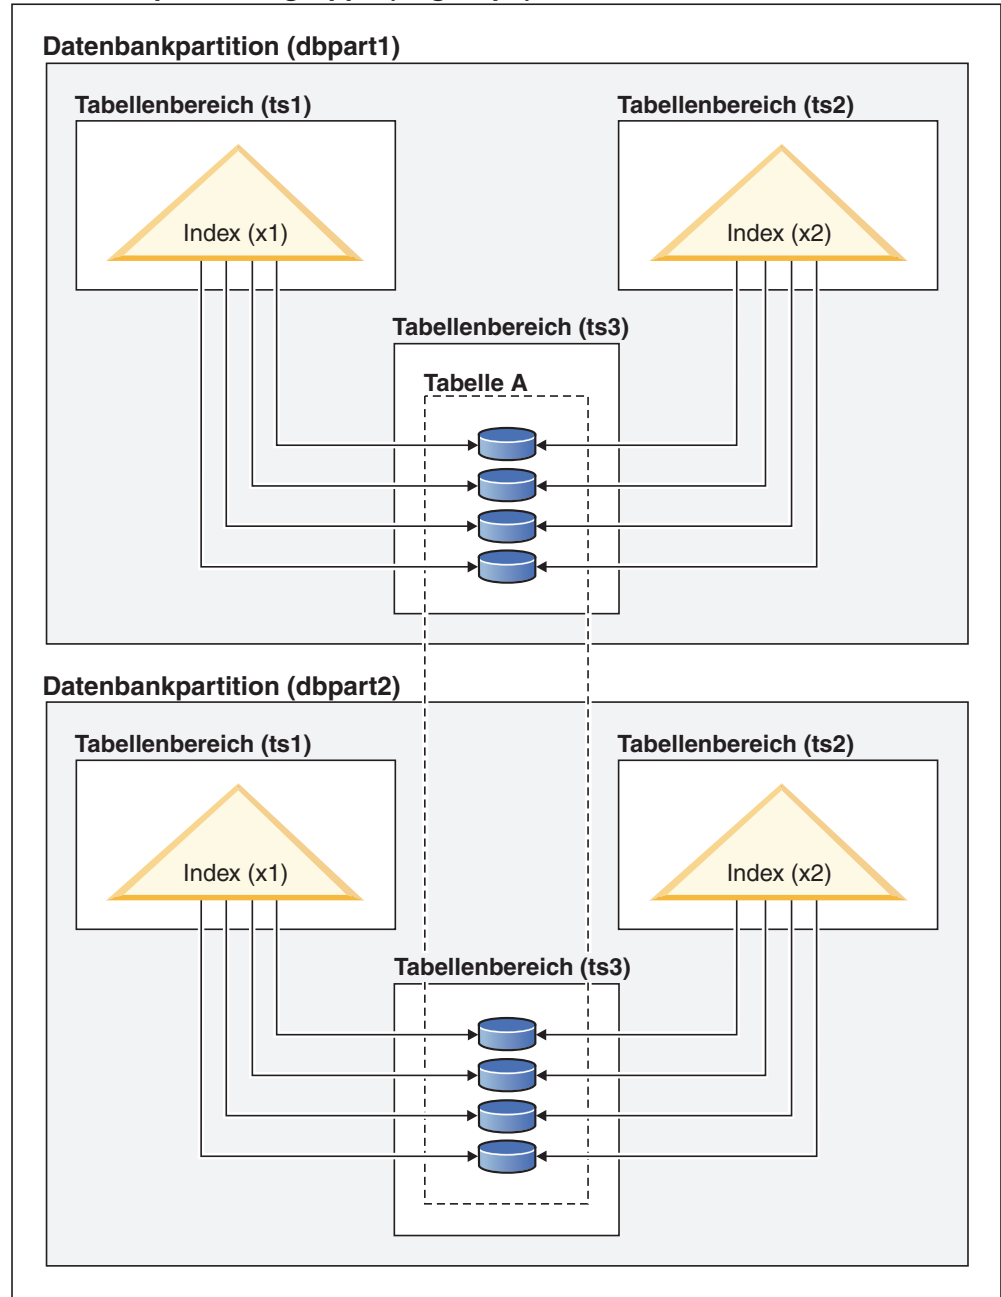 Datenbankpartition (dbpart1)
Tabellenbereich (ts1)
Tabellenbereich (ts2)
Index (x1)
Index (x2)
Tabellenbereich (ts3)
Tabelle A
Datenbankpartition (dbpart2)
Tabellenbereich (ts1)
Tabellenbereich (ts2)
Index (x1)
Index (x2)
Tabellenbereich (ts3)